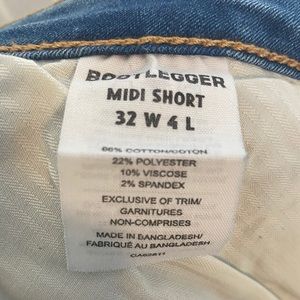 BOOTLEGGER
MIDI SHORT
32 W 4 L
66% COTTON/COTON
22% POLYESTER
10% VISCOSE
2% SPANDEX
EXCLUSIVE OF TRIM/
GARNITURES
NON-COMPRISES
MADE IN BANGLADESH/
FABRIQUÉ AU BANGLADESH